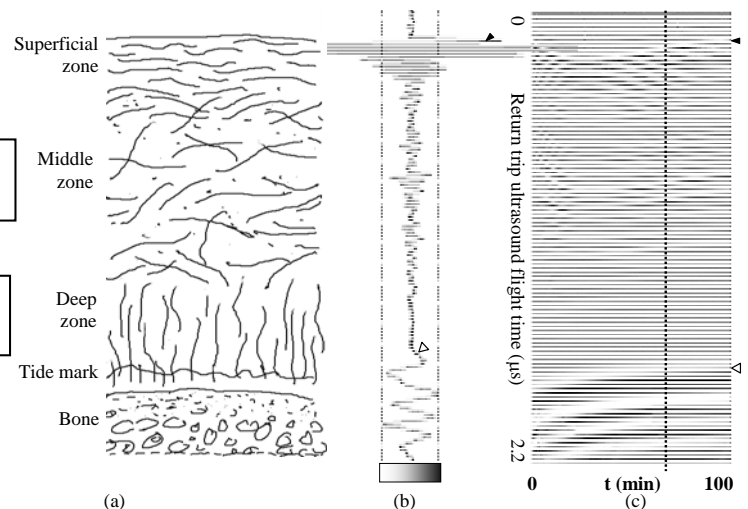 Superficial
zone
Middle
zone
Deep
zone
Tide mark
Bone
(a)
(b)
0
Return trip ultrasound flight time (μs)
2.2
0
t (min)
100
(c)